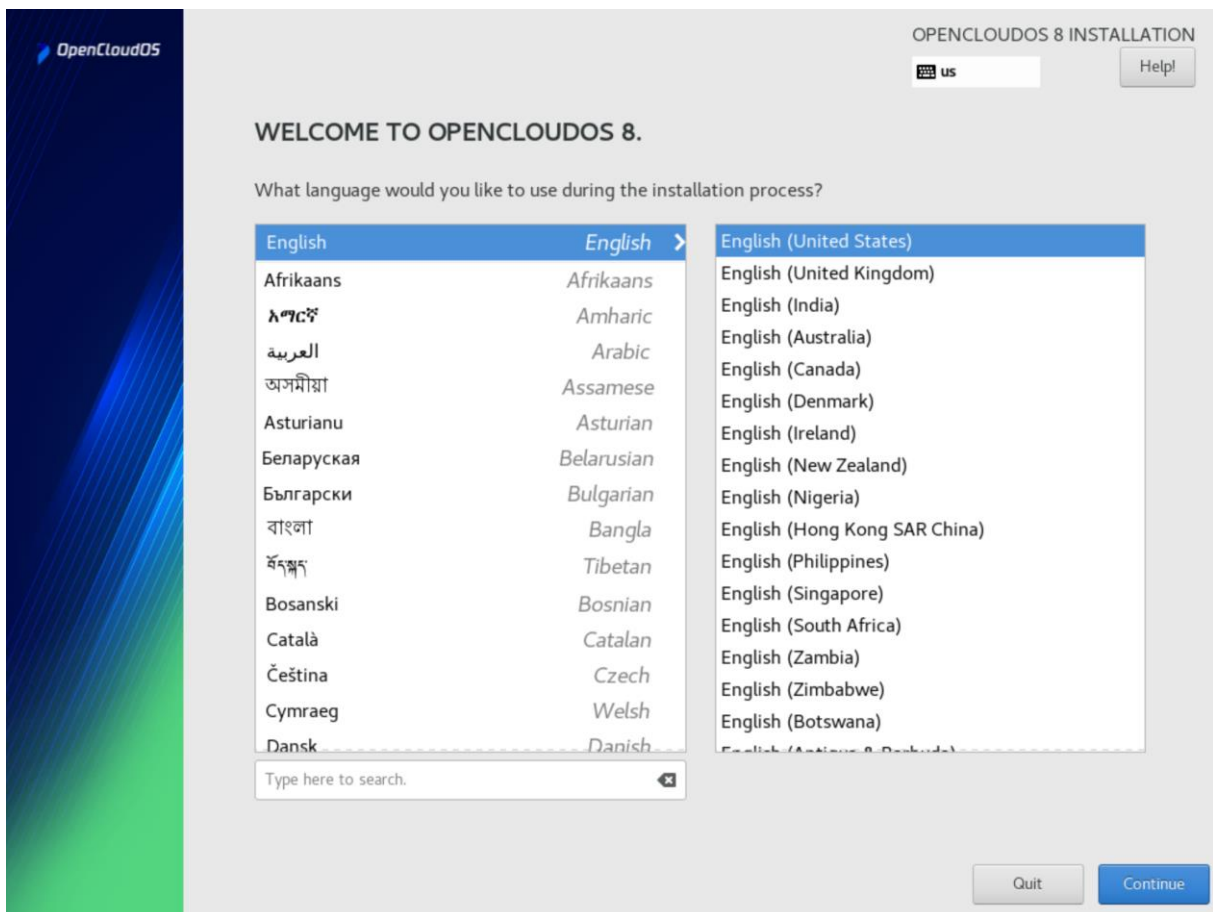 OpenCloudOS
OPENCLOUDOS 8 INSTALLATION
us
Help!
WELCOME TO OPENCLOUDOS 8.
What language would you like to use during the installation process?
English English
Afrikaans Afrikaans
አማርኛ Amharic
العربية Arabic
অসমীয়া Assamese
Asturianu Asturian
Беларуская Belarusian
Български Bulgarian
বাংলা Bangla
བོད་སྐད་ Tibetan
Bosanski Bosnian
Català Catalan
Čeština Czech
Cymraeg Welsh
Dansk Danish
Type here to search.
English (United States)
English (United Kingdom)
English (India)
English (Australia)
English (Canada)
English (Denmark)
English (Ireland)
English (New Zealand)
English (Nigeria)
English (Hong Kong SAR China)
English (Philippines)
English (Singapore)
English (South Africa)
English (Zambia)
English (Zimbabwe)
English (Botswana)
English (Antigua & Barbuda)
Quit
Continue